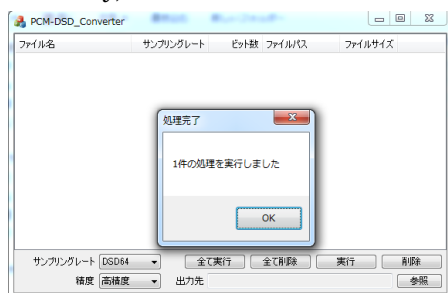 PCM-DSD_Converter
ファイル名 サンプリングレート ビット数 ファイルパス ファイルサイズ
処理完了
1件の処理を実行しました
OK
サンプリングレート DSD64 全て実行 全て削除 実行 削除
精度 高精度 出力先 参照